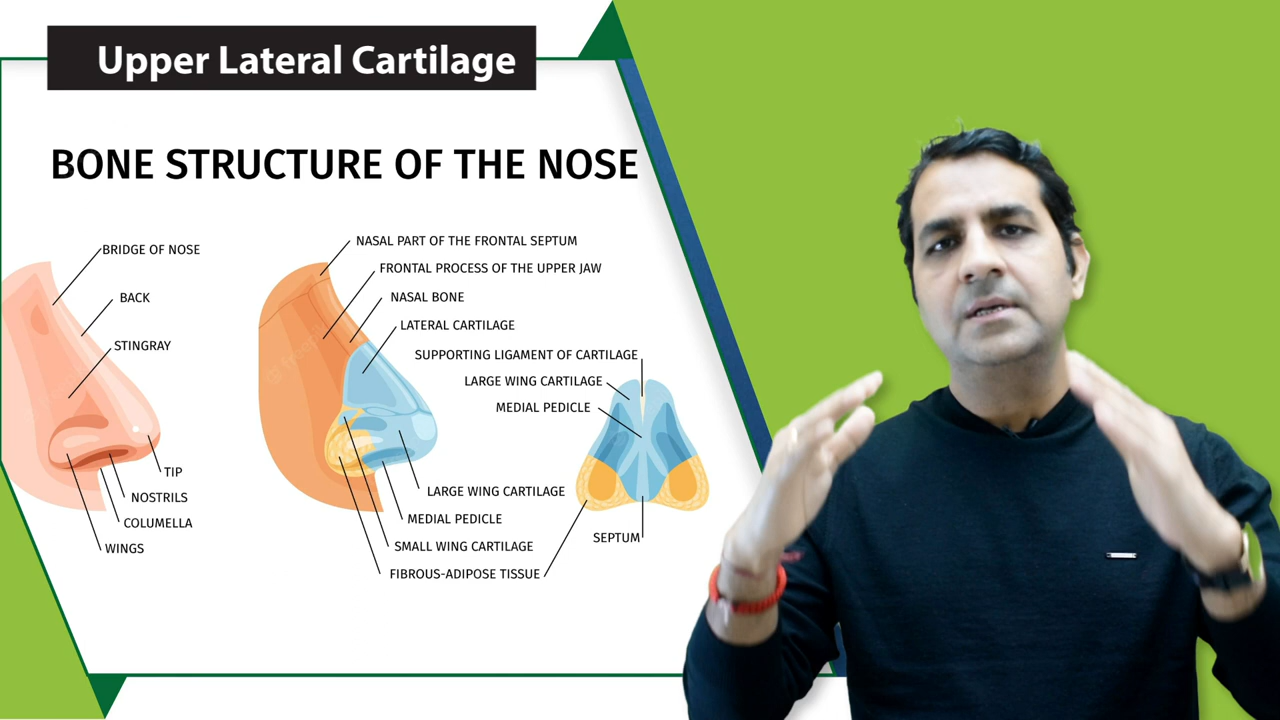 Upper Lateral Cartilage
BONE STRUCTURE OF THE NOSE
BRIDGE OF NOSE
BACK
STINGRAY
TIP
NOSTRILS
COLUMELLA
WINGS
NASAL PART OF THE FRONTAL SEPTUM
FRONTAL PROCESS OF THE UPPER JAW
NASAL BONE
LATERAL CARTILAGE
SUPPORTING LIGAMENT OF CARTILAGE
LARGE WING CARTILAGE
MEDIAL PEDICLE
LARGE WING CARTILAGE
MEDIAL PEDICLE
SMALL WING CARTILAGE
FIBROUS-ADIPOSE TISSUE
SEPTUM